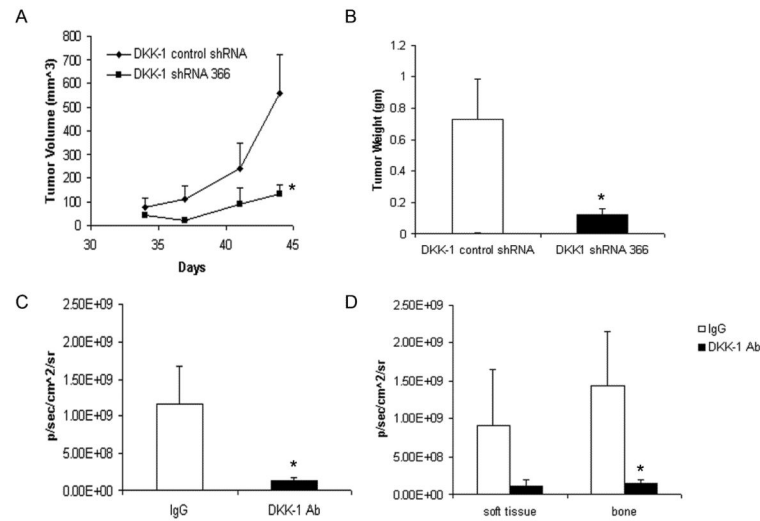 A
DKK-1 control shRNA
DKK-1 shRNA 366
Tumor Volume (mm^3)
800
700
600
500
400
300
200
100
0
*
30
35
40
45
Days
B
Tumor Weight (gm)
1.2
1
0.8
0.6
0.4
0.2
0
*
DKK-1 control shRNA
DKK1 shRNA 366
C
p/sec/cm^2/sr
2.50E+09
2.00E+09
1.50E+09
1.00E+09
5.00E+08
0.00E+00
*
IgG
DKK-1 Ab
D
p/sec/cm^2/sr
2.50E+09
2.00E+09
1.50E+09
1.00E+09
5.00E+08
0.00E+00
*
soft tissue
bone
IgG
DKK-1 Ab